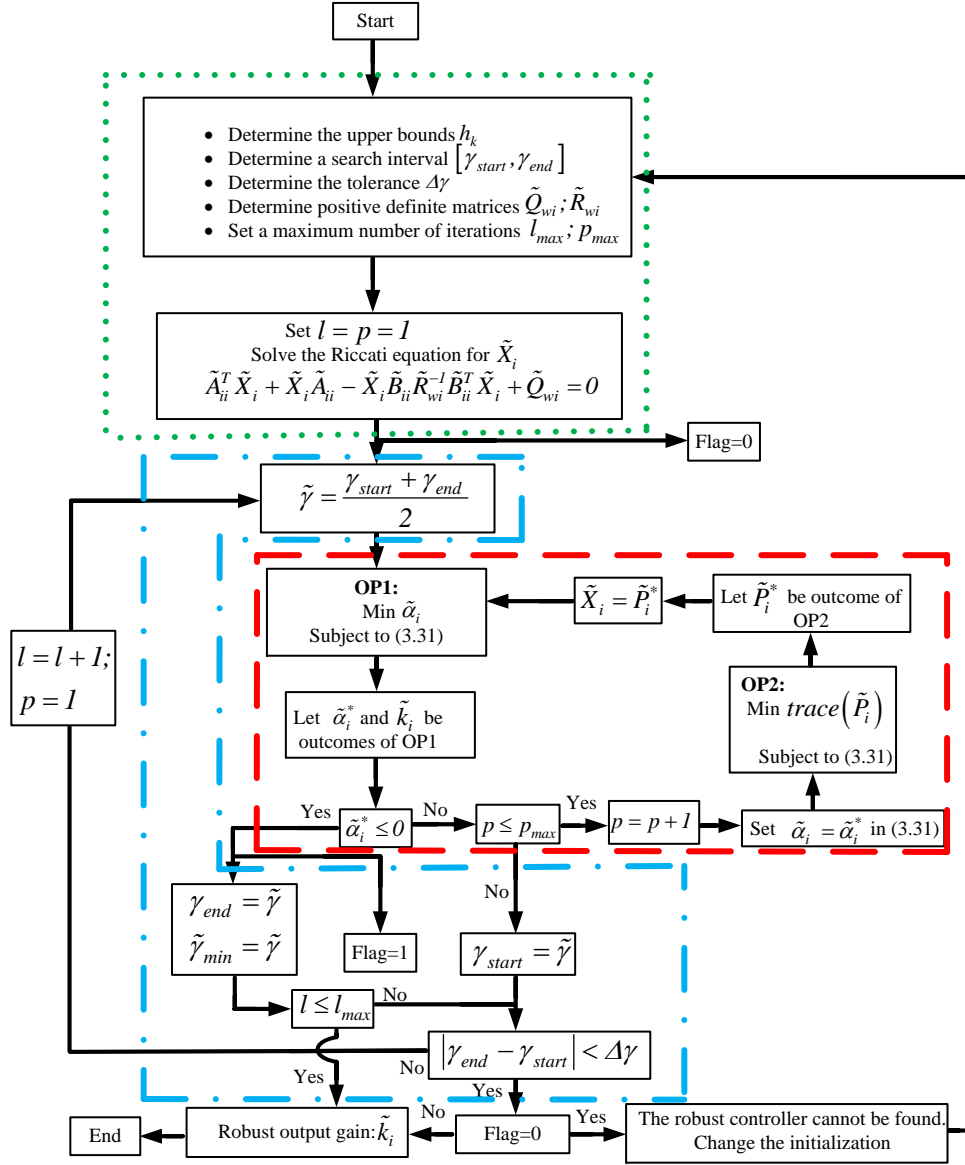 Start
• Determine the upper bounds h_k
• Determine a search interval [γ_start, γ_end]
• Determine the tolerance Δγ
• Determine positive definite matrices Q̃_wi; R̃_wi
• Set a maximum number of iterations l_max; p_max
Set l = p = 1
Solve the Riccati equation for X̃_i
Ã_ii^T X̃_i + X̃_i Ã_ii − X̃_i B̃_ii R̃_wi^-1 B̃_ii^T X̃_i + Q̃_wi = 0
Flag=0
γ̃ = (γ_start + γ_end) / 2
OP1:
Min α̃_i
Subject to (3.31)
X̃_i = P̃_i^*
Let P̃_i^* be outcome of
OP2
l = l + 1;
p = 1
OP2:
Min trace(P̃_i)
Subject to (3.31)
Let α̃_i^* and k̃_i be
outcomes of OP1
Yes
α̃_i^* ≤ 0
No
p ≤ p_max
Yes
p = p + 1
Set α̃_i = α̃_i^* in (3.31)
γ_end = γ̃
γ̃_min = γ̃
Flag=1
No
γ_start = γ̃
l ≤ l_max
No
|γ_end − γ_start| < Δγ
No
Yes
Yes
End
Robust output gain: k̃_i
No
Flag=0
Yes
The robust controller cannot be found.
Change the initialization